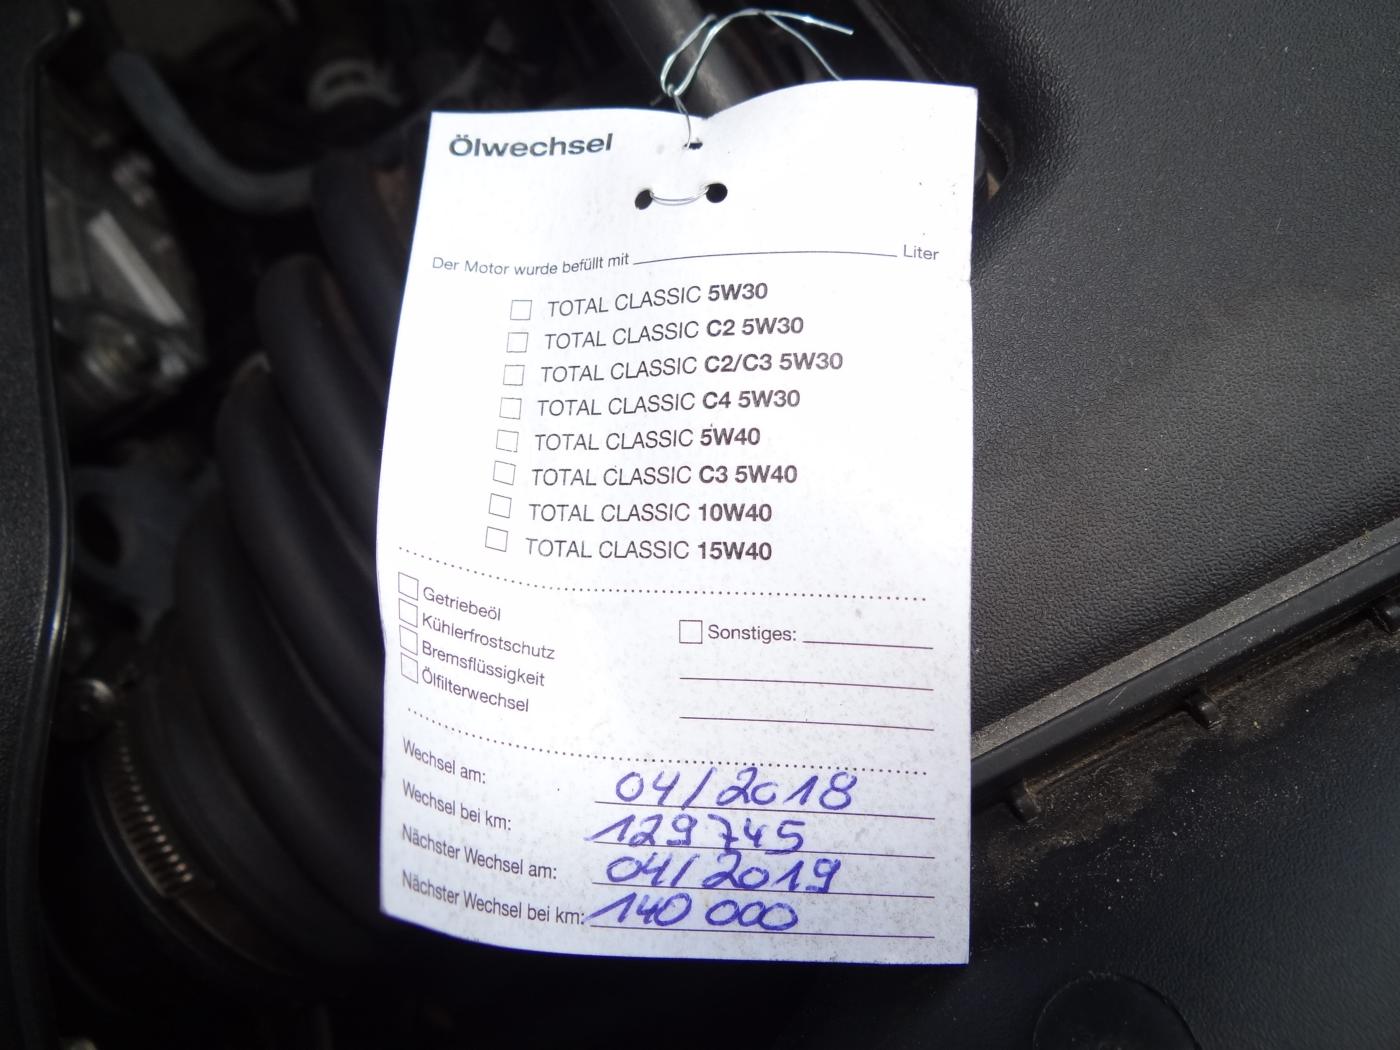 Ölwechsel
Der Motor wurde befüllt mit Liter
TOTAL CLASSIC 5W30
TOTAL CLASSIC C2 5W30
TOTAL CLASSIC C2/C3 5W30
TOTAL CLASSIC C4 5W30
TOTAL CLASSIC 5W40
TOTAL CLASSIC C3 5W40
TOTAL CLASSIC 10W40
TOTAL CLASSIC 15W40
Getriebeöl
Kühlerfrostschutz
Bremsflüssigkeit
Ölfilterwechsel
Sonstiges:
Wechsel am: 04/2018
Wechsel bei km: 129745
Nächster Wechsel am: 04/2019
Nächster Wechsel bei km: 140 000